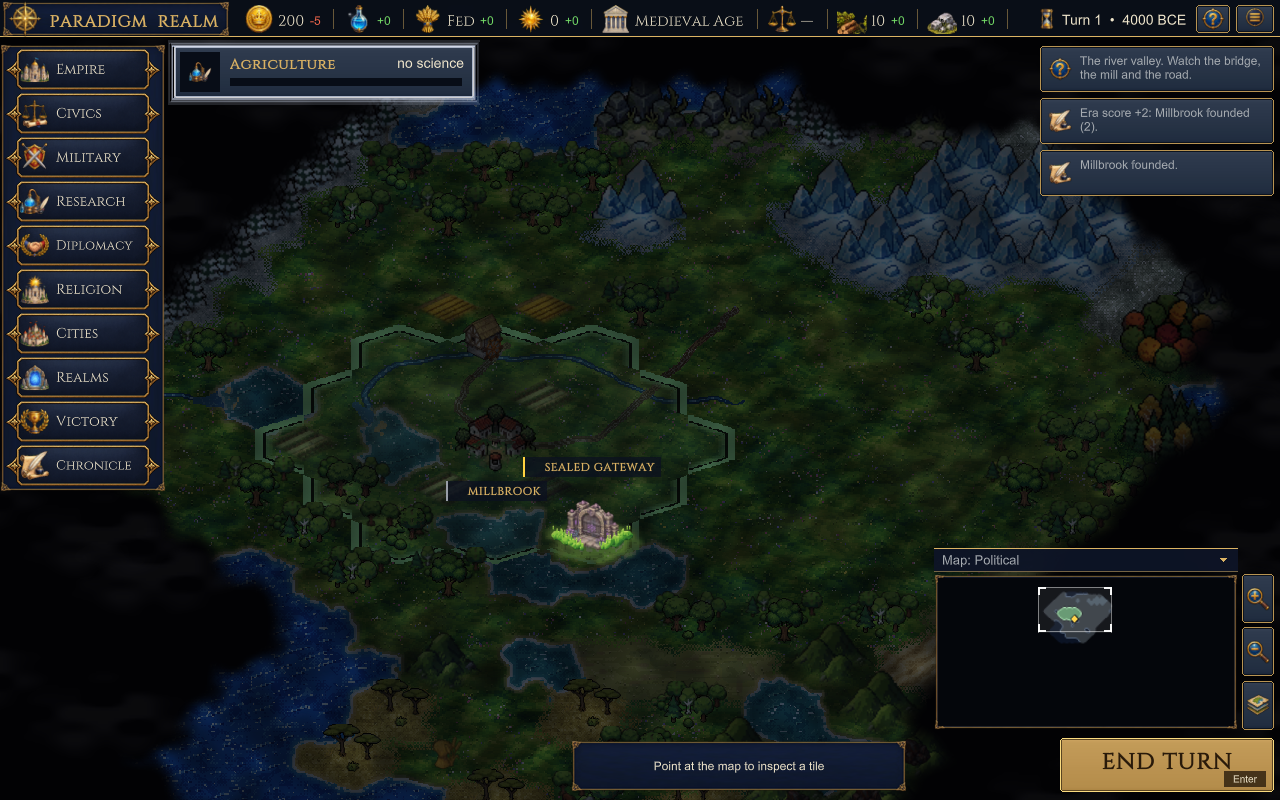 PARADIGM REALM
200 -5
+0
FED +0
0 +0
MEDIEVAL AGE
—
10 +0
10 +0
Turn 1 • 4000 BCE
EMPIRE
CIVICS
MILITARY
RESEARCH
DIPLOMACY
RELIGION
CITIES
REALMS
VICTORY
CHRONICLE
AGRICULTURE
no science
The river valley. Watch the bridge,
the mill and the road.
Era score +2: Millbrook founded
(2).
Millbrook founded.
SEALED GATEWAY
MILLBROOK
Map: Political
Point at the map to inspect a tile
END TURN
Enter